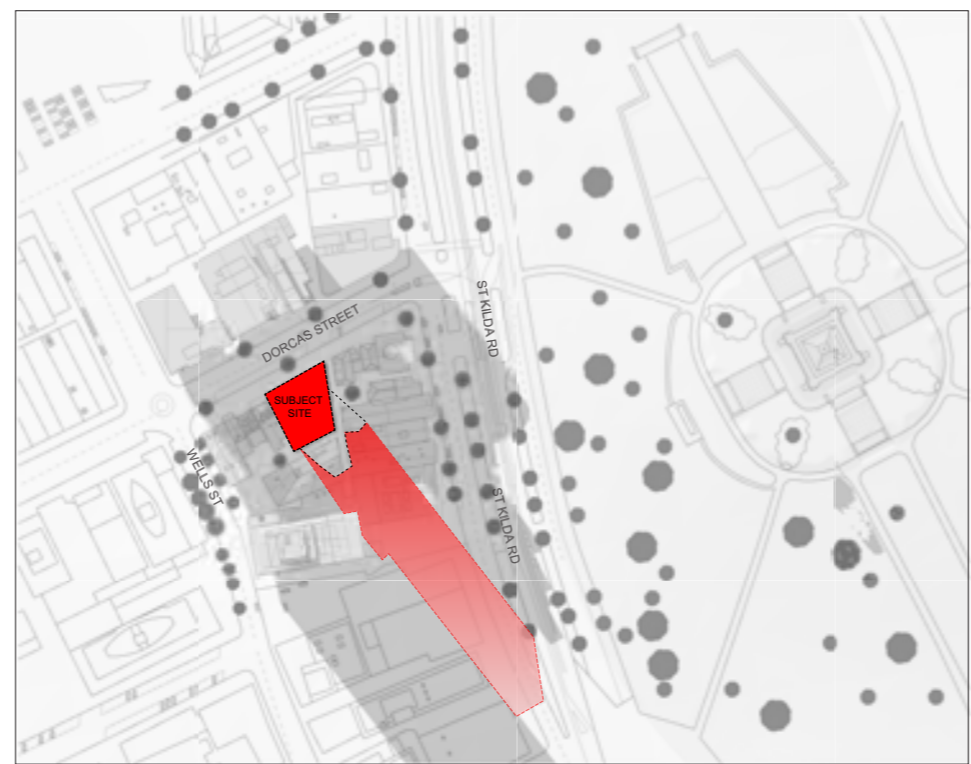 ST KILDA RD
DORCAS STREET
SUBJECT
SITE
WELLS ST
ST KILDA RD